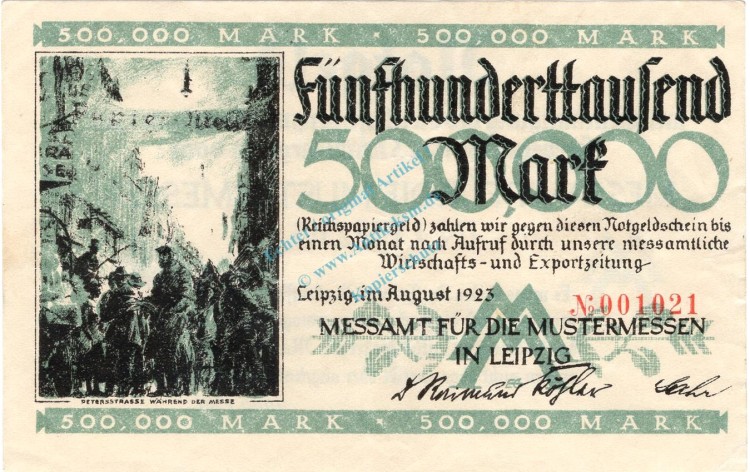 500,000 MARK * 500,000 MARK
Papier
Fünfhunderttausend
500,000
Mark
(Reichspapiergeld) zahlen wir gegen diesen Notgeldschein bis
einen Monat nach Aufruf durch unsere messamtliche
Wirtschafts- und Exportzeitung
Leipzig, im August 1923
№001021
MESSAMT FÜR DIE MUSTERMESSEN
IN LEIPZIG
M
PETERSSTRASSE WÄHREND DER MESSE
500,000 MARK * 500,000 MARK